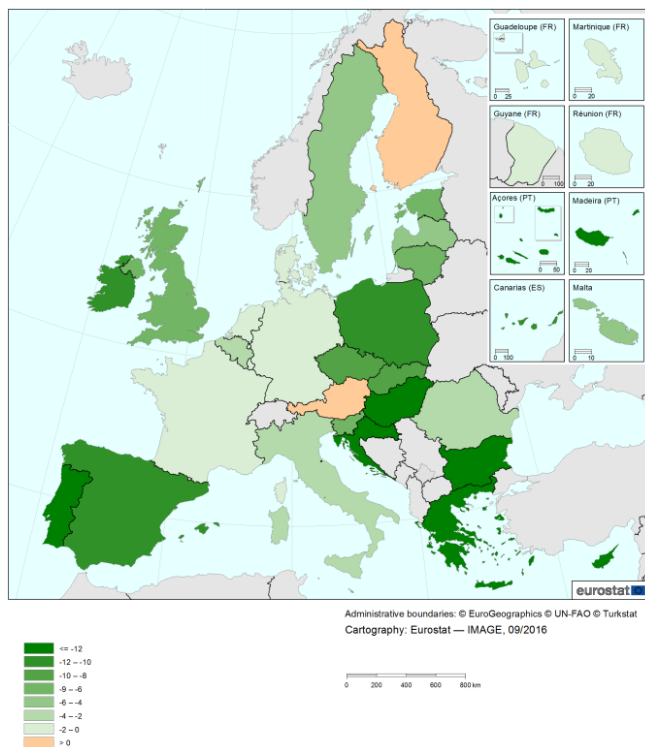 Guadeloupe (FR)
0 25
Martinique (FR)
0 20
Guyane (FR)
0 100
Réunion (FR)
0 20
Açores (PT)
0 50
Madeira (PT)
0 20
Canarias (ES)
0 100
Malta
0 10
eurostat
Administrative boundaries: © EuroGeographics © UN-FAO © Turkstat
Cartography: Eurostat — IMAGE, 09/2016
<= -12
-12 – -10
-10 – -8
-9 – -6
-6 – -4
-4 – -2
-2 – 0
> 0
0 200 400 600 800 km